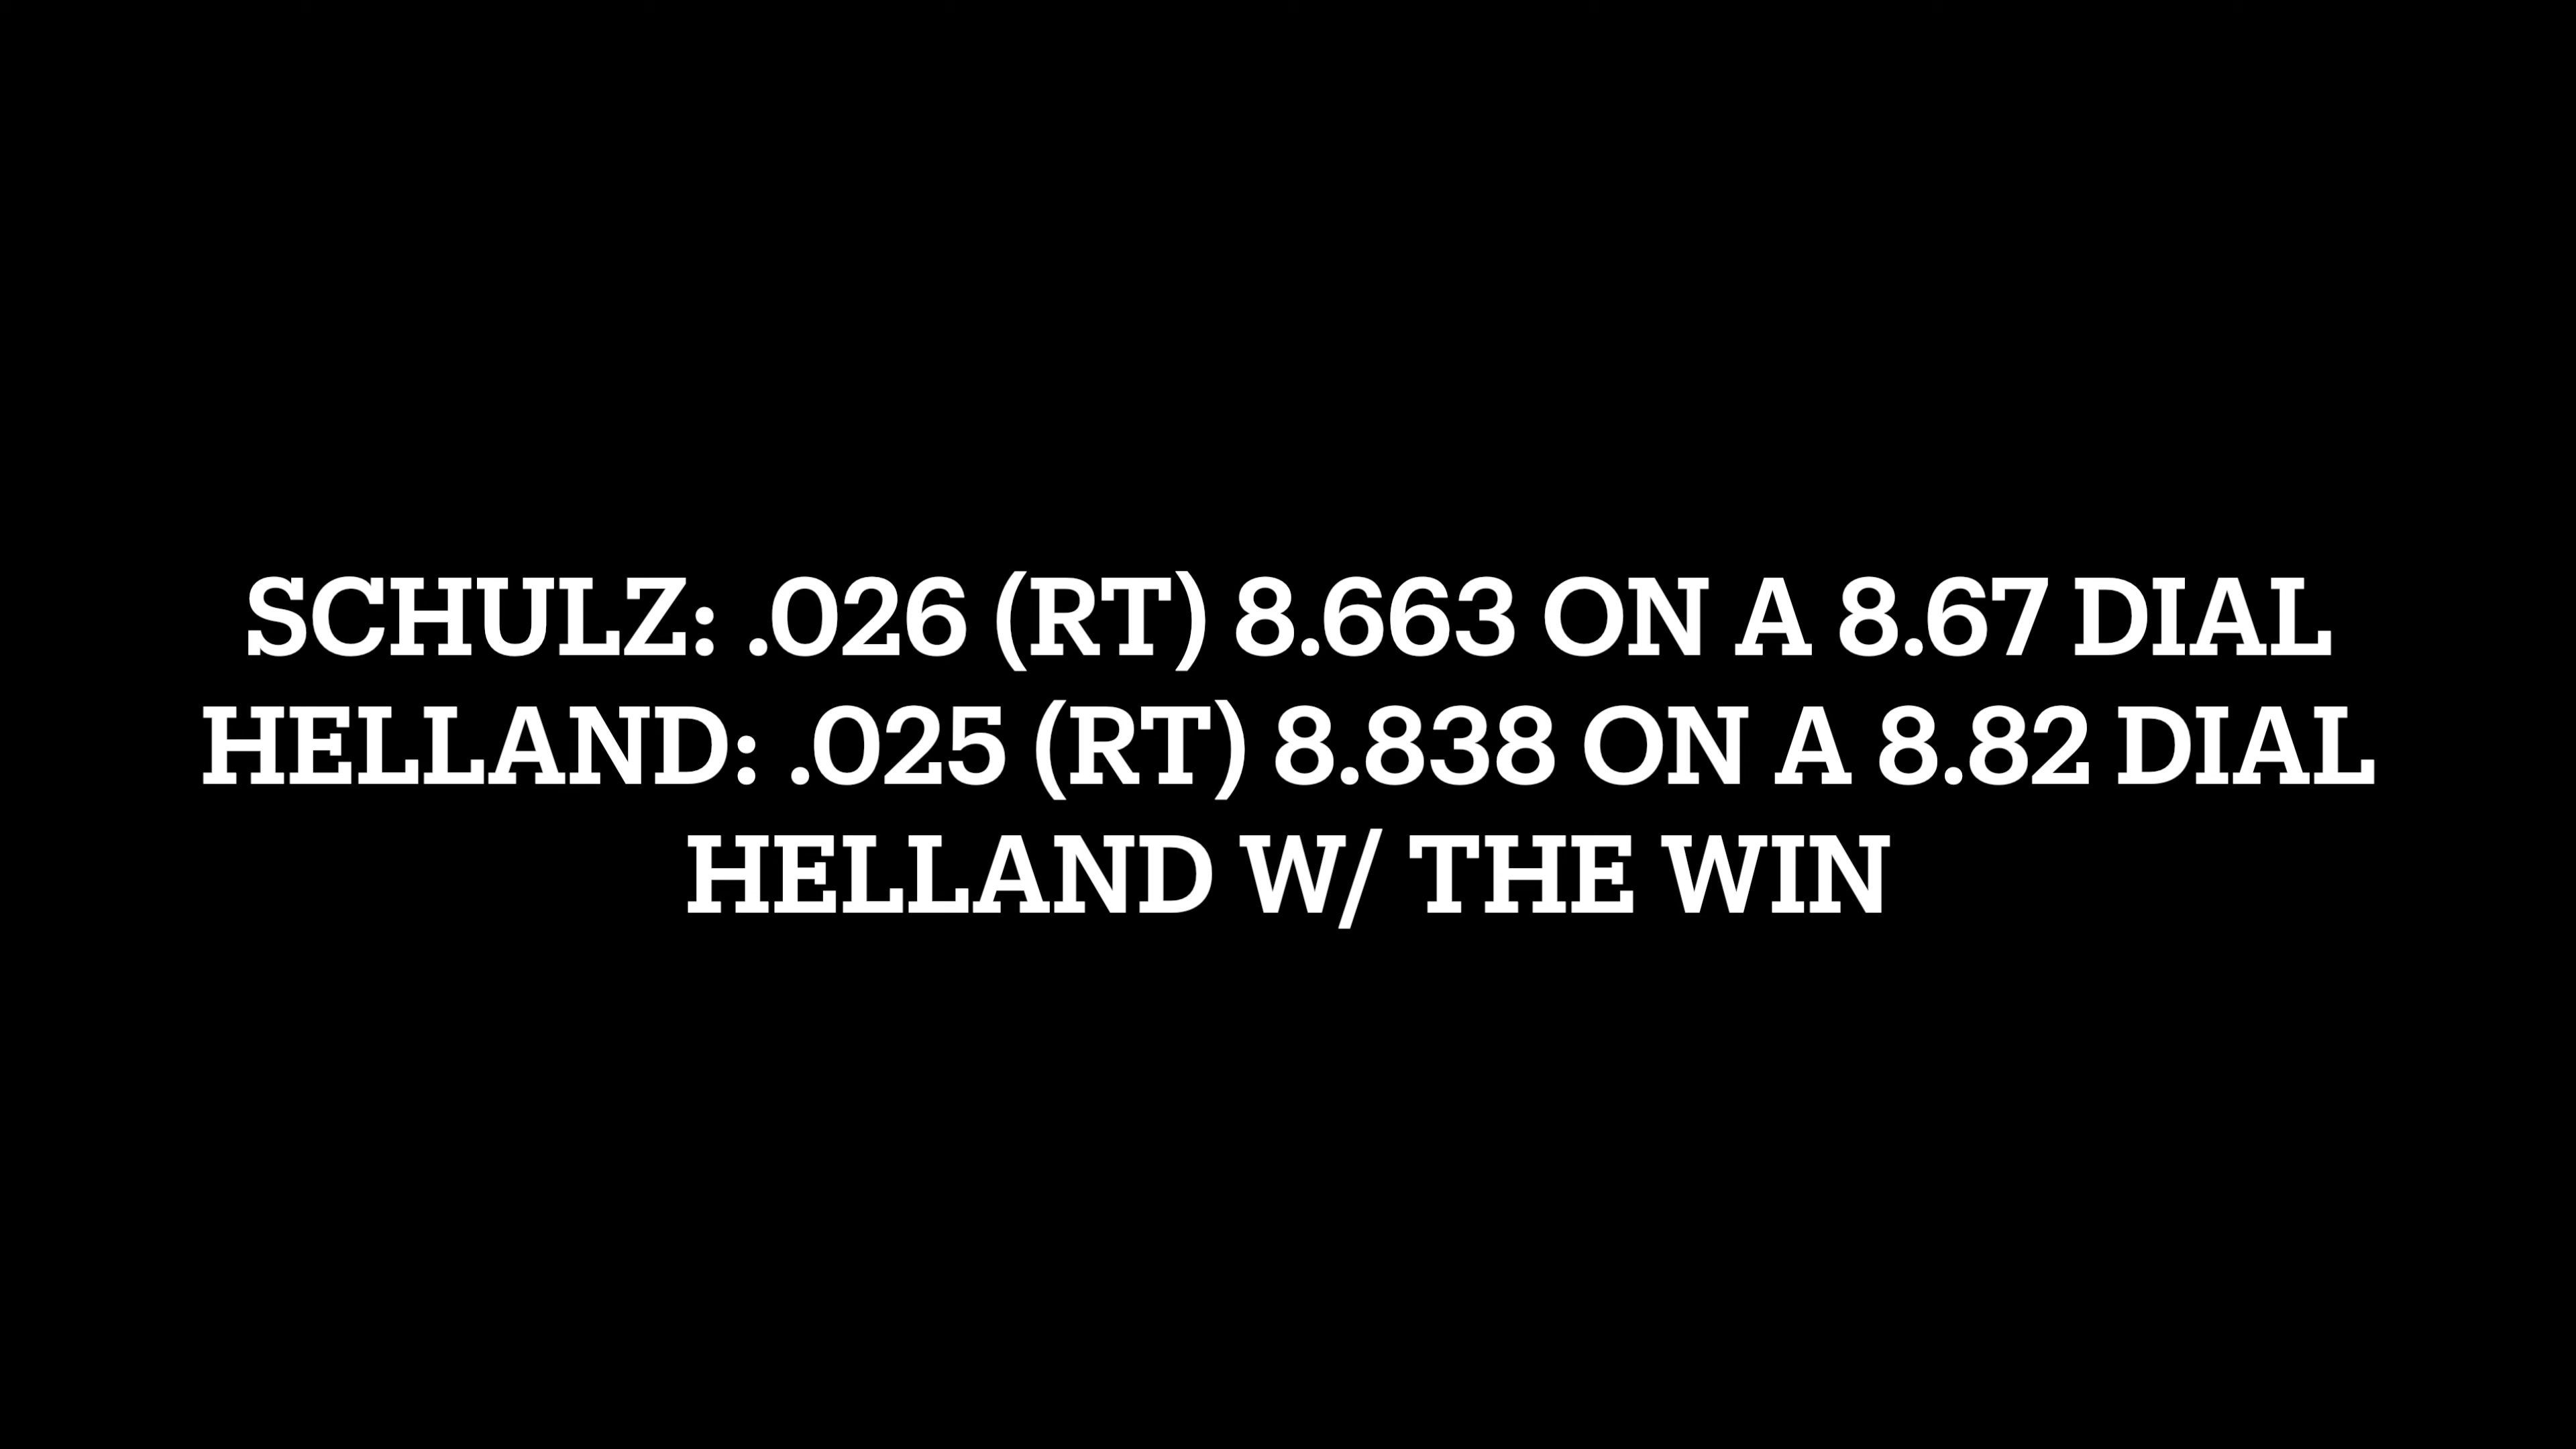 SCHULZ: .026 (RT) 8.663 ON A 8.67 DIAL
HELLAND: .025 (RT) 8.838 ON A 8.82 DIAL
HELLAND W/ THE WIN